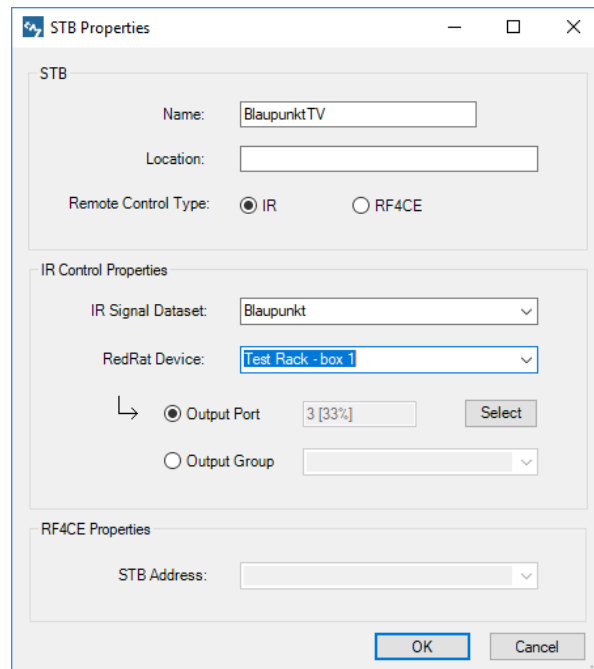 STB Properties
STB
Name: BlaupunktTV
Location:
Remote Control Type: IR RF4CE
IR Control Properties
IR Signal Dataset: Blaupunkt
RedRat Device: Test Rack - box 1
Output Port 3 [33%] Select
Output Group
RF4CE Properties
STB Address:
OK Cancel